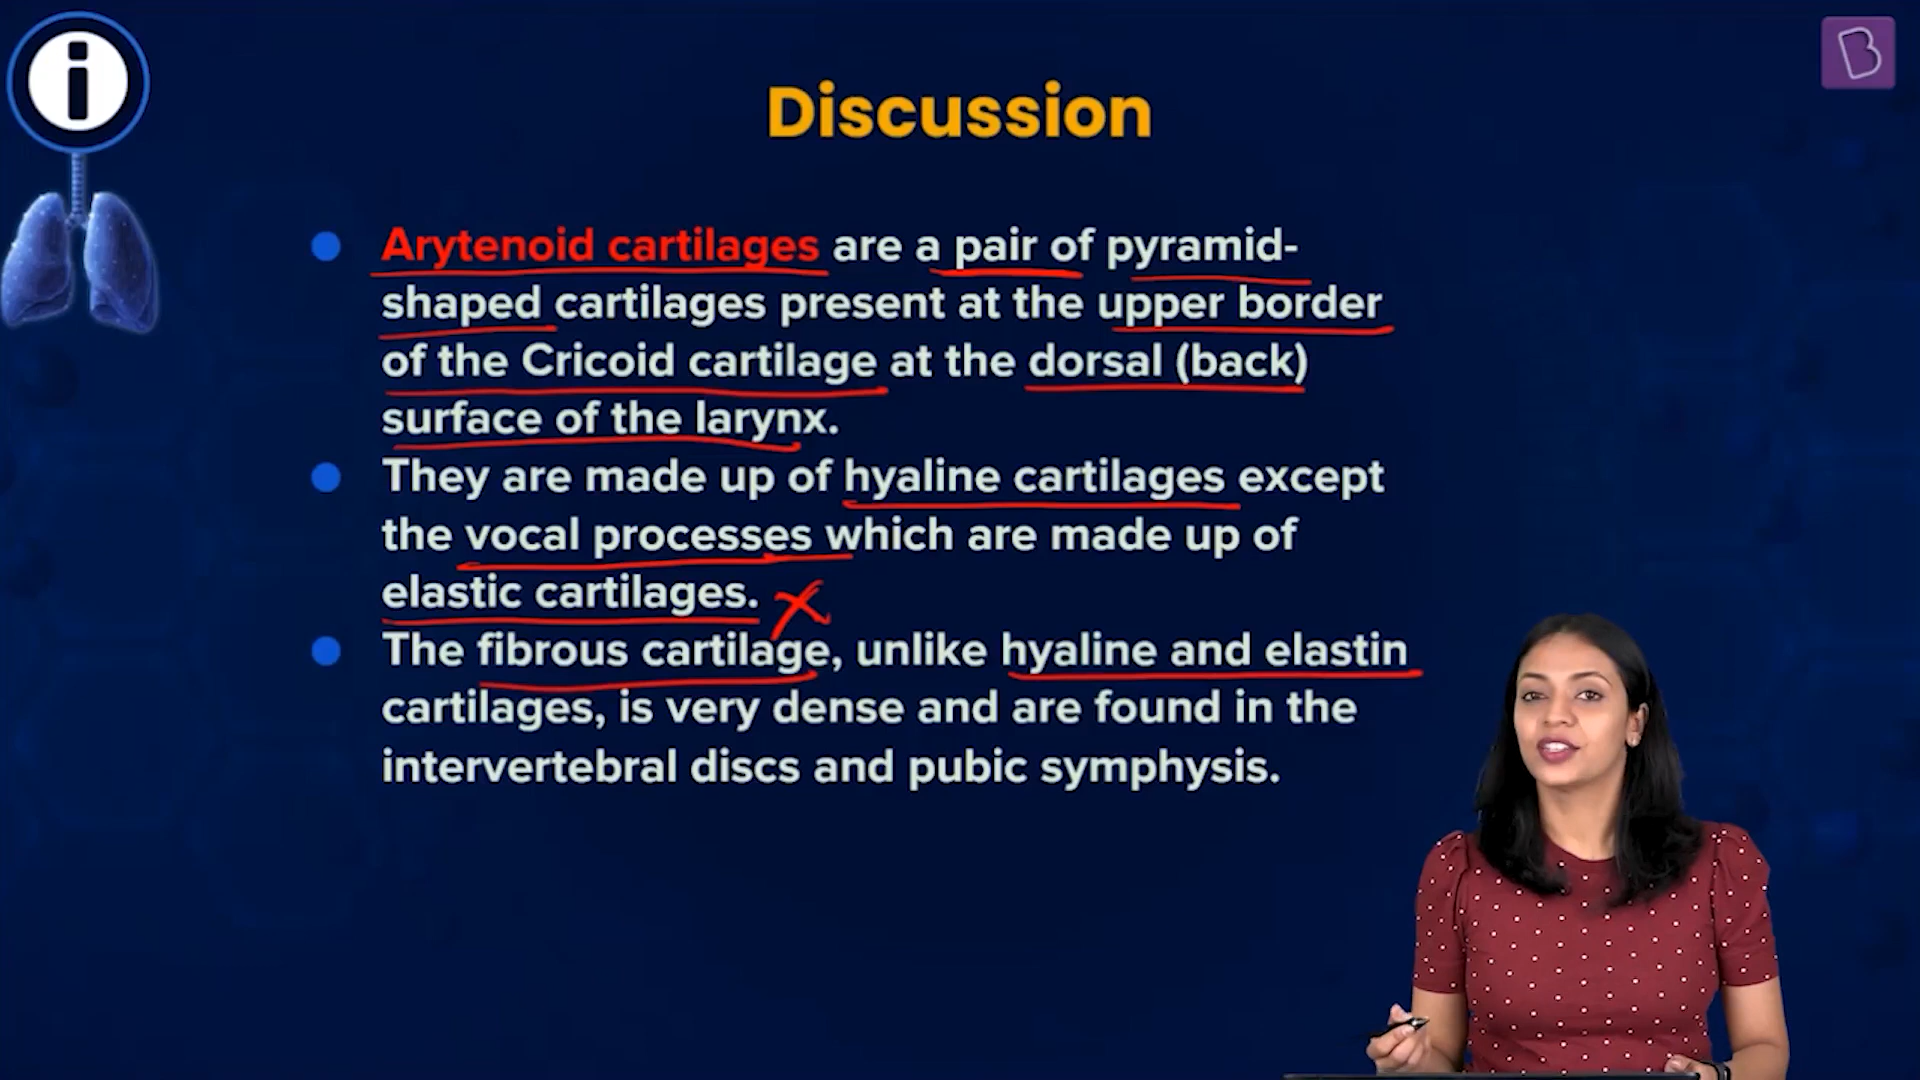 i
B
Discussion
Arytenoid cartilages are a pair of pyramid-
shaped cartilages present at the upper border
of the Cricoid cartilage at the dorsal (back)
surface of the larynx.
They are made up of hyaline cartilages except
the vocal processes which are made up of
elastic cartilages.
The fibrous cartilage, unlike hyaline and elastin
cartilages, is very dense and are found in the
intervertebral discs and pubic symphysis.